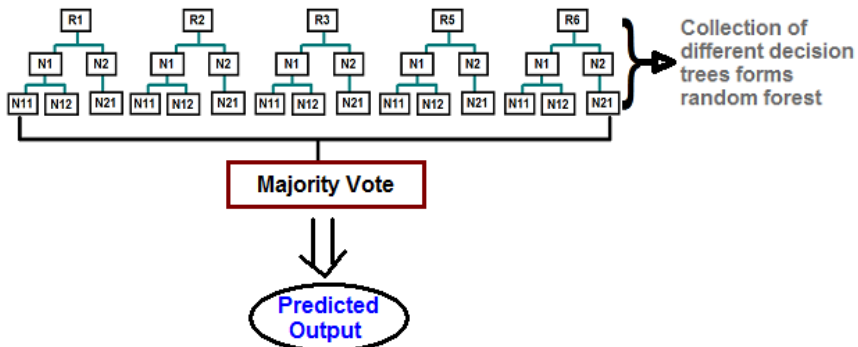 R1 R2 R3 R5 R6
N1 N2 N1 N2 N1 N2 N1 N2 N1 N2
N11 N12 N21 N11 N12 N21 N11 N12 N21 N11 N12 N21 N11 N12 N21
Collection of
different decision
trees forms
random forest
Majority Vote
Predicted
Output